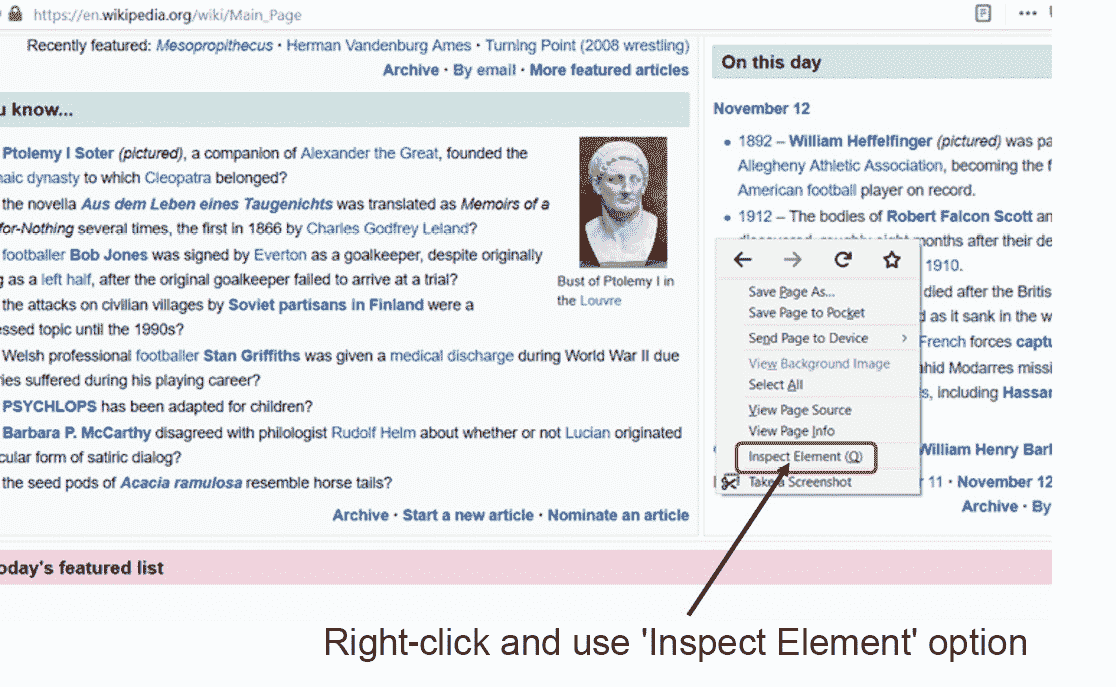 https://en.wikipedia.org/wiki/Main_Page
Recently featured: Mesopropithecus · Herman Vandenburg Ames · Turning Point (2008 wrestling)
Archive · By email · More featured articles
u know...
Ptolemy I Soter (pictured), a companion of Alexander the Great, founded the
naic dynasty to which Cleopatra belonged?
the novella Aus dem Leben eines Taugenichts was translated as Memoirs of a
for-Nothing several times, the first in 1866 by Charles Godfrey Leland?
footballer Bob Jones was signed by Everton as a goalkeeper, despite originally
g as a left half, after the original goalkeeper failed to arrive at a trial?
the attacks on civilian villages by Soviet partisans in Finland were a
essed topic until the 1990s?
Welsh professional footballer Stan Griffiths was given a medical discharge during World War II due
ries suffered during his playing career?
PSYCHLOPS has been adapted for children?
Barbara P. McCarthy disagreed with philologist Rudolf Helm about whether or not Lucian originated
cular form of satiric dialog?
the seed pods of Acacia ramulosa resemble horse tails?
Bust of Ptolemy I in
the Louvre
Archive · Start a new article · Nominate an article
oday's featured list
On this day
November 12
1892 – William Heffelfinger (pictured) was pa
Allegheny Athletic Association, becoming the f
American football player on record.
1912 – The bodies of Robert Falcon Scott an
months after their de
1910.
died after the Britis
d as it sank in the w
French forces captu
hid Modarres missi
s, including Hassan
William Henry Barl
11 · November 12
Archive · By
Save Page As...
Save Page to Pocket
Send Page to Device
View Background Image
Select All
View Page Source
View Page Info
Inspect Element (Q)
Take a Screenshot
Right-click and use 'Inspect Element' option